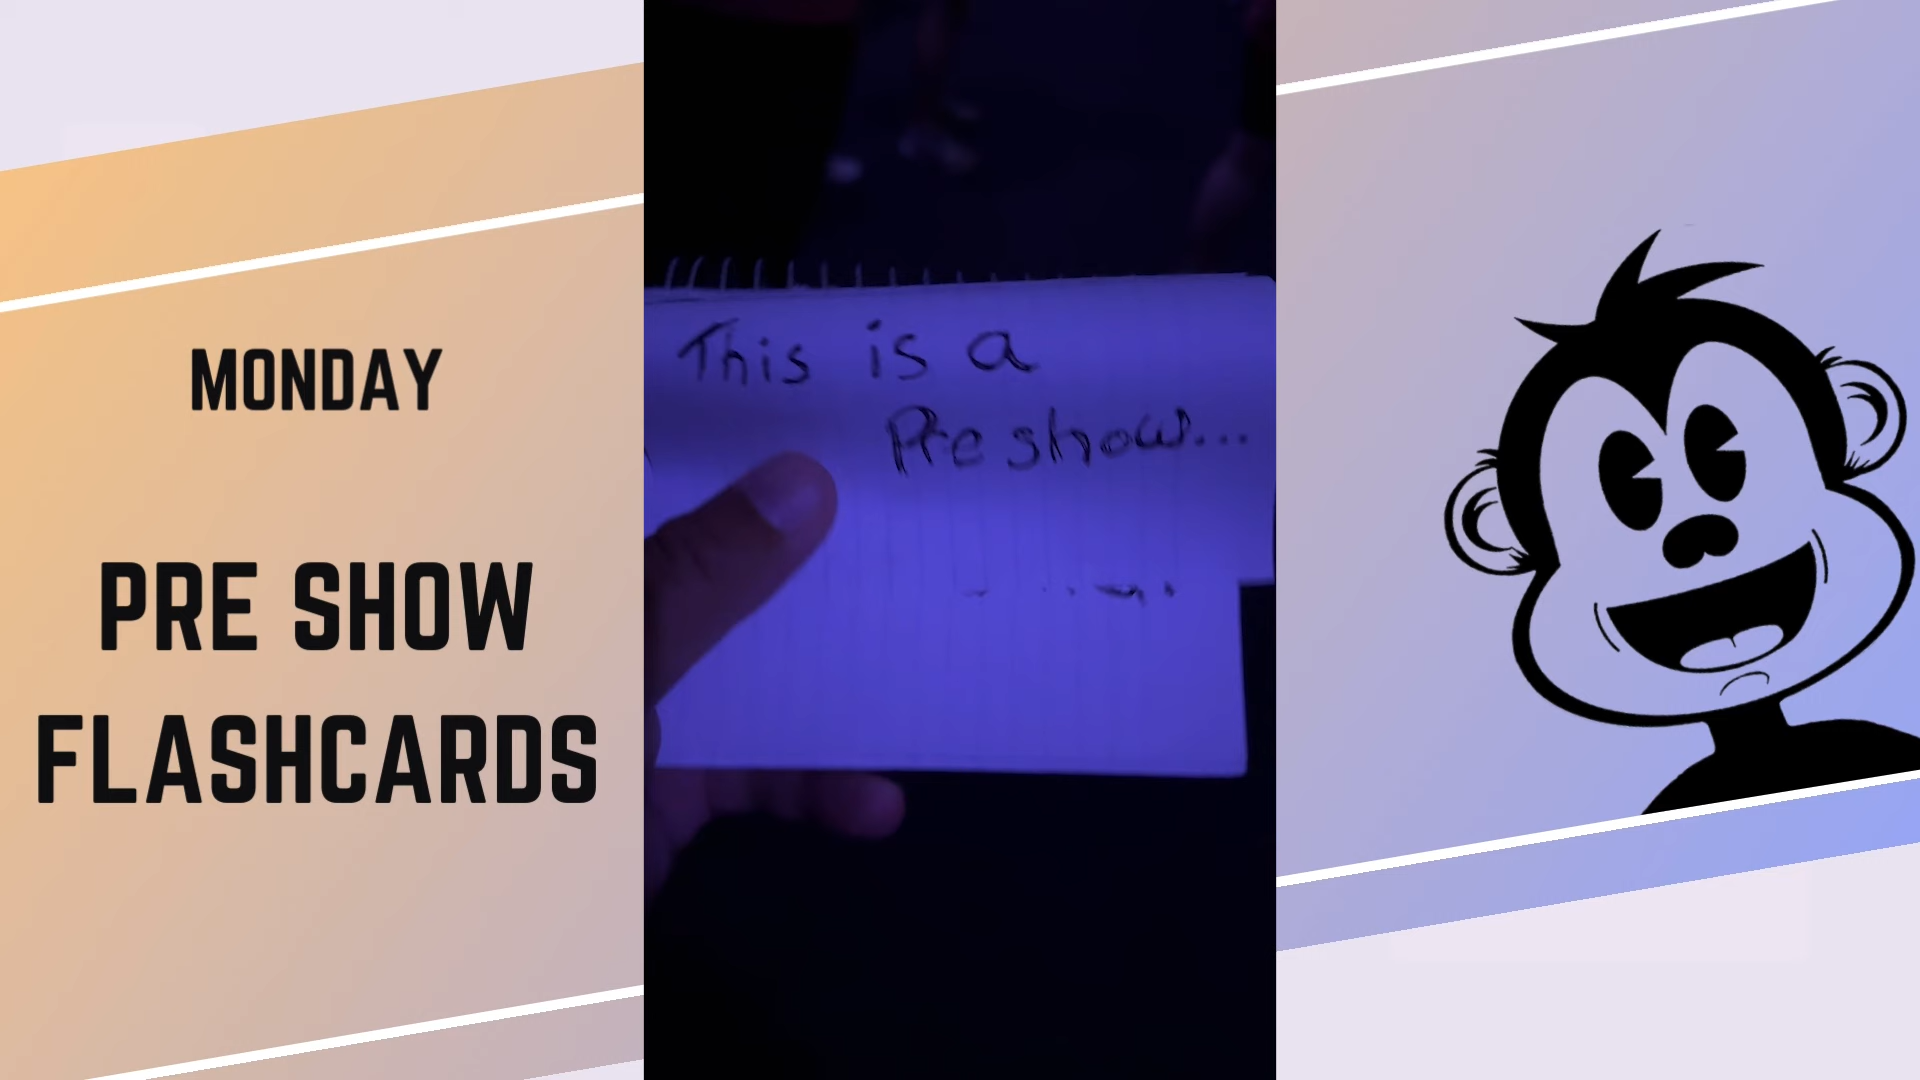 MONDAY
PRE SHOW
FLASHCARDS
This is a
Preshow...